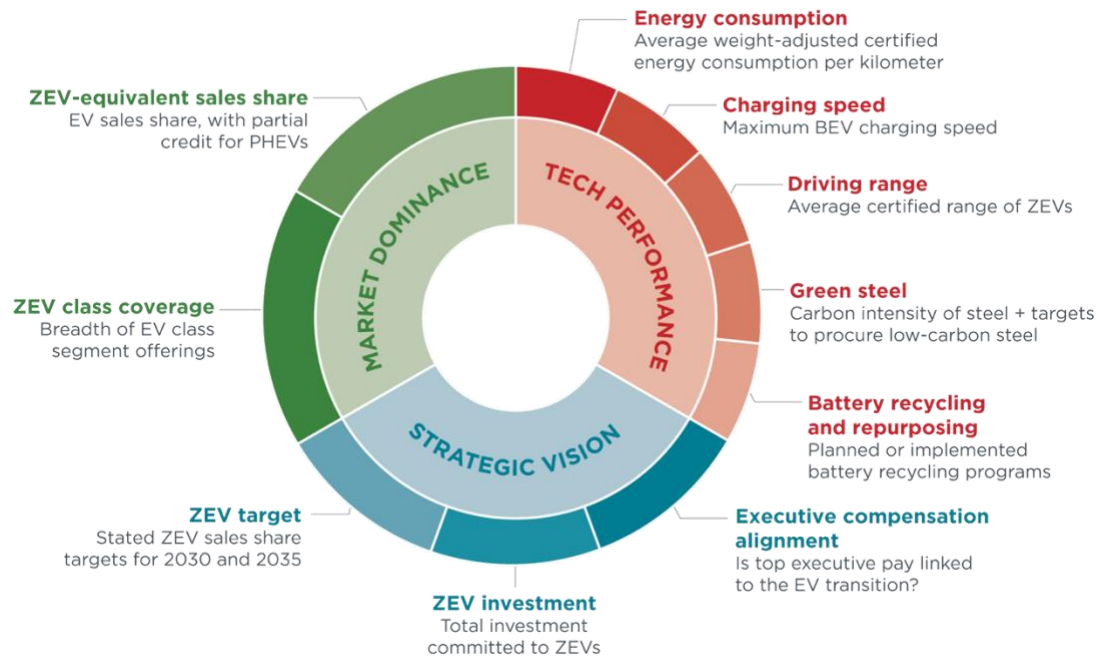 Energy consumption
Average weight-adjusted certified
energy consumption per kilometer
Charging speed
Maximum BEV charging speed
Driving range
Average certified range of ZEVs
Green steel
Carbon intensity of steel + targets
to procure low-carbon steel
Battery recycling
and repurposing
Planned or implemented
battery recycling programs
Executive compensation
alignment
Is top executive pay linked
to the EV transition?
ZEV investment
Total investment
committed to ZEVs
ZEV target
Stated ZEV sales share
targets for 2030 and 2035
ZEV class coverage
Breadth of EV class
segment offerings
ZEV-equivalent sales share
EV sales share, with partial
credit for PHEVs
MARKET DOMINANCE
TECH PERFORMANCE
STRATEGIC VISION